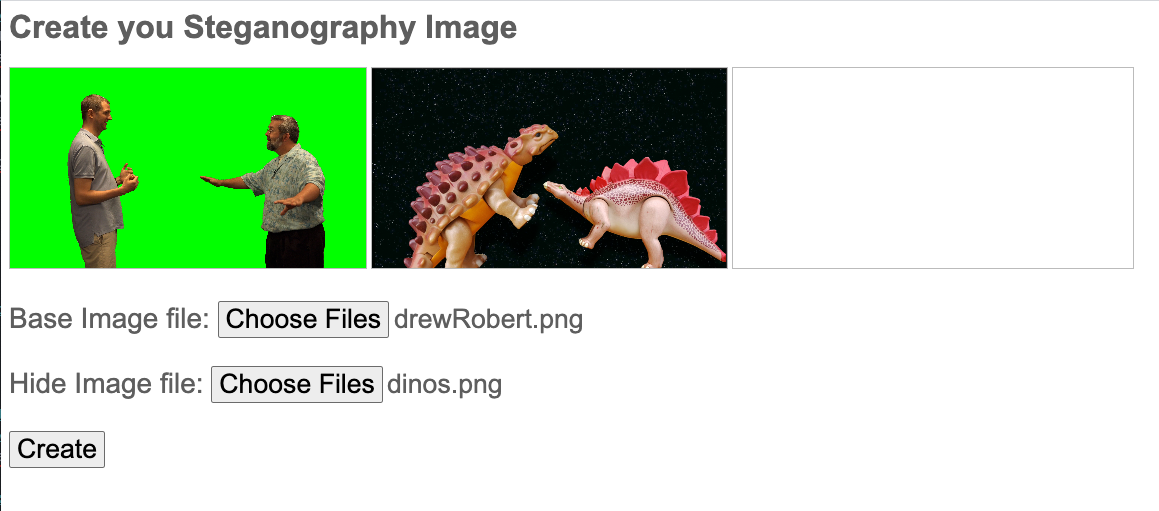 Create you Steganography Image
Base Image file: Choose Files drewRobert.png
Hide Image file: Choose Files dinos.png
Create